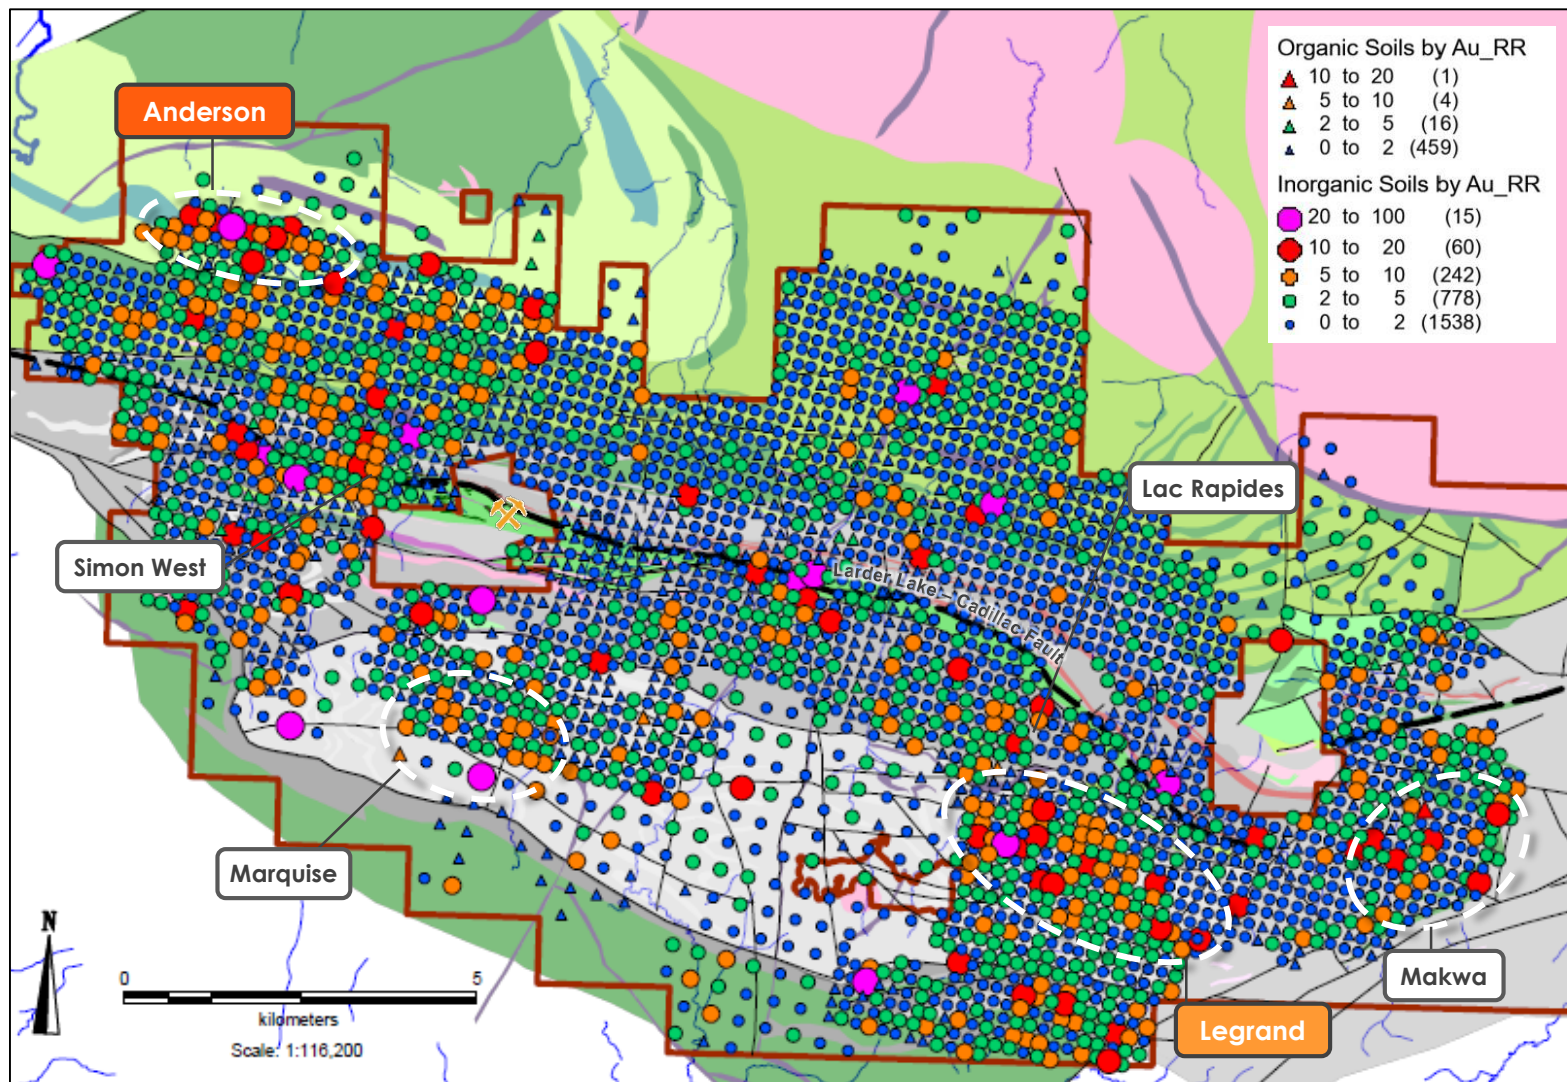 Organic Soils by Au_RR
10 to 20 (1)
5 to 10 (4)
2 to 5 (16)
0 to 2 (459)
Inorganic Soils by Au_RR
20 to 100 (15)
10 to 20 (60)
5 to 10 (242)
2 to 5 (778)
0 to 2 (1538)
Anderson
Lac Rapides
Simon West
Larder Lake – Cadillac Fault
Marquise
Makwa
Legrand
N
0 5
kilometers
Scale: 1:116,200